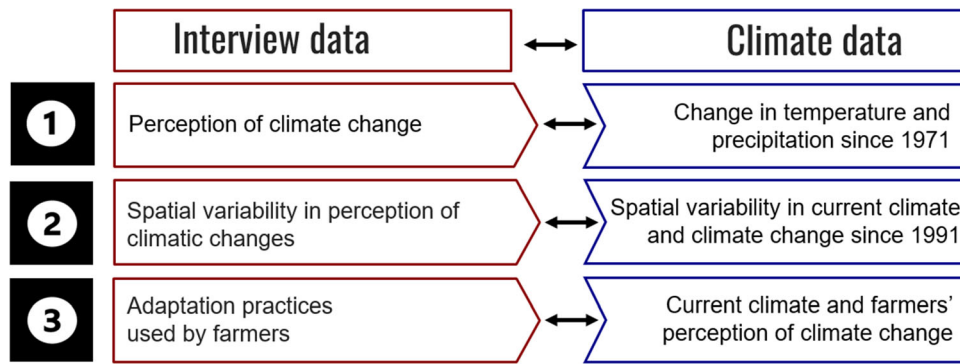 Interview data
Climate data
1
Perception of climate change
Change in temperature and
precipitation since 1971
2
Spatial variability in perception of
climatic changes
Spatial variability in current climate
and climate change since 1991
3
Adaptation practices
used by farmers
Current climate and farmers’
perception of climate change